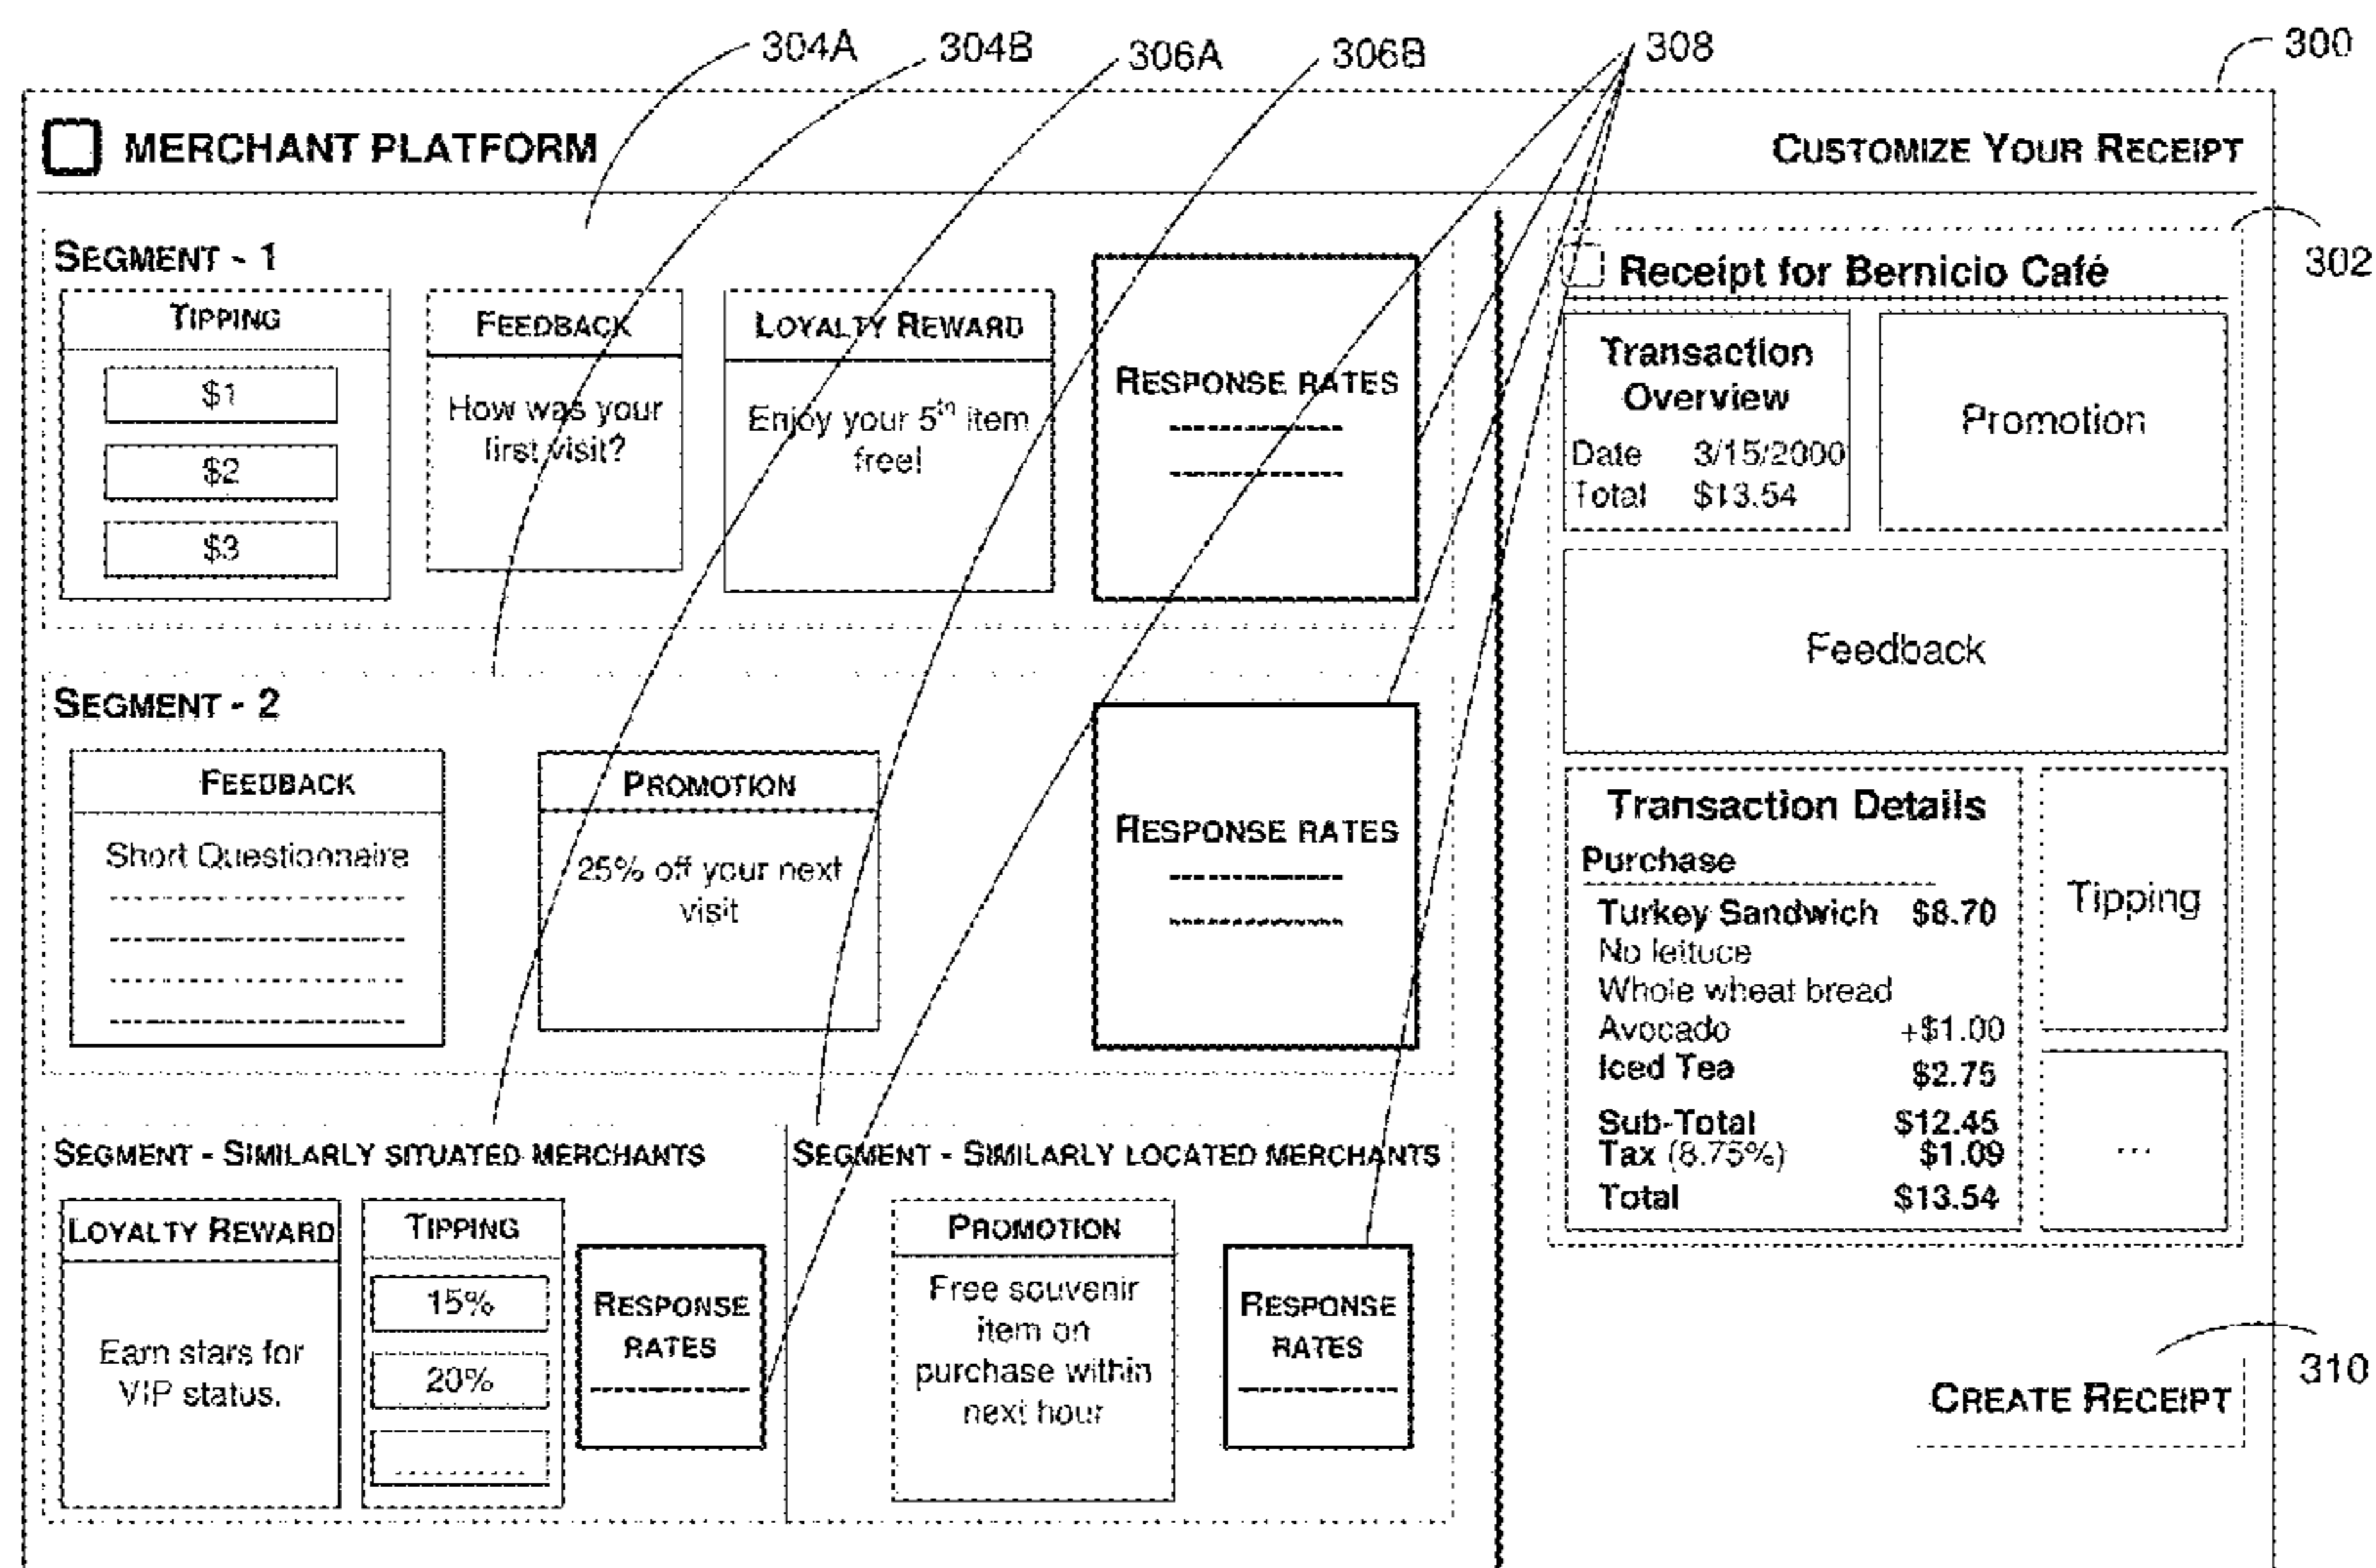 304A
304B
306A
306B
308
300
MERCHANT PLATFORM
CUSTOMIZE YOUR RECEIPT
302
SEGMENT - 1
TIPPING
$1
$2
$3
FEEDBACK
How was your
first visit?
LOYALTY REWARD
Enjoy your 5th item
free!
RESPONSE RATES
SEGMENT - 2
FEEDBACK
Short Questionnaire
PROMOTION
25% off your next
visit
RESPONSE RATES
SEGMENT - SIMILARLY SITUATED MERCHANTS
LOYALTY REWARD
Earn stars for
VIP status.
TIPPING
15%
20%
RESPONSE
RATES
SEGMENT - SIMILARLY LOCATED MERCHANTS
PROMOTION
Free souvenir
item on
purchase within
next hour
RESPONSE
RATES
Receipt for Bernicio Café
Transaction
Overview
Date 3/15/2000
Total $13.54
Promotion
Feedback
Transaction Details
Purchase
Turkey Sandwich $8.70
No lettuce
Whole wheat bread
Avocado +$1.00
Iced Tea $2.75
Sub-Total $12.45
Tax (8.75%) $1.09
Total $13.54
Tipping
...
310
CREATE RECEIPT